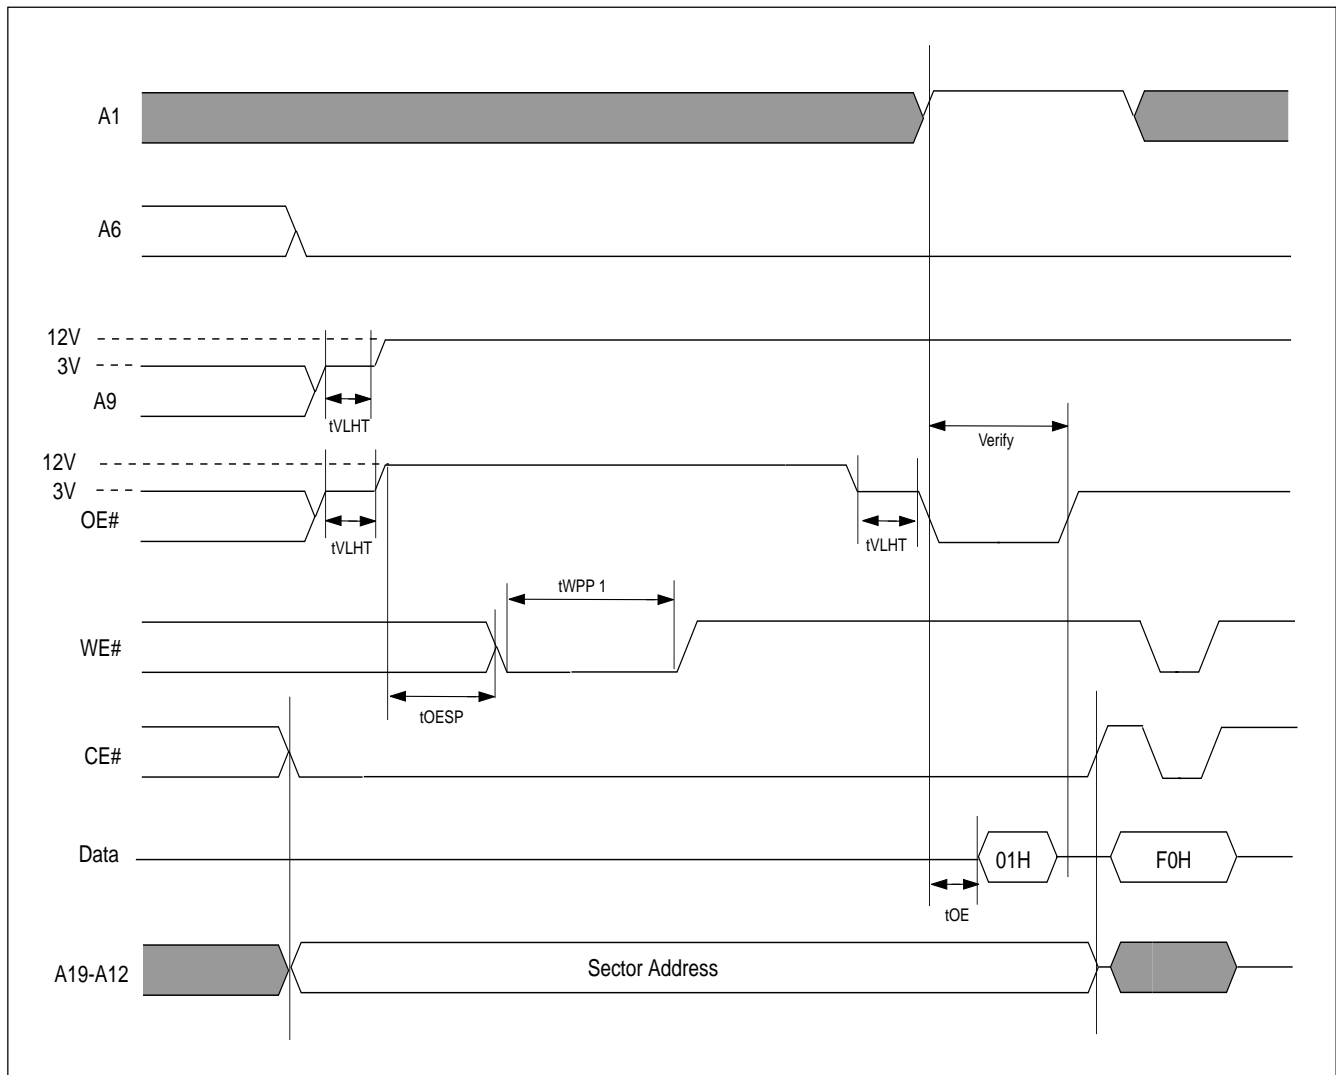 A1
A6
12V
3V
A9
tVLHT
Verify
12V
3V
OE#
tVLHT
tVLHT
tWPP 1
WE#
tOESP
CE#
Data
01H
F0H
tOE
A19-A12
Sector Address